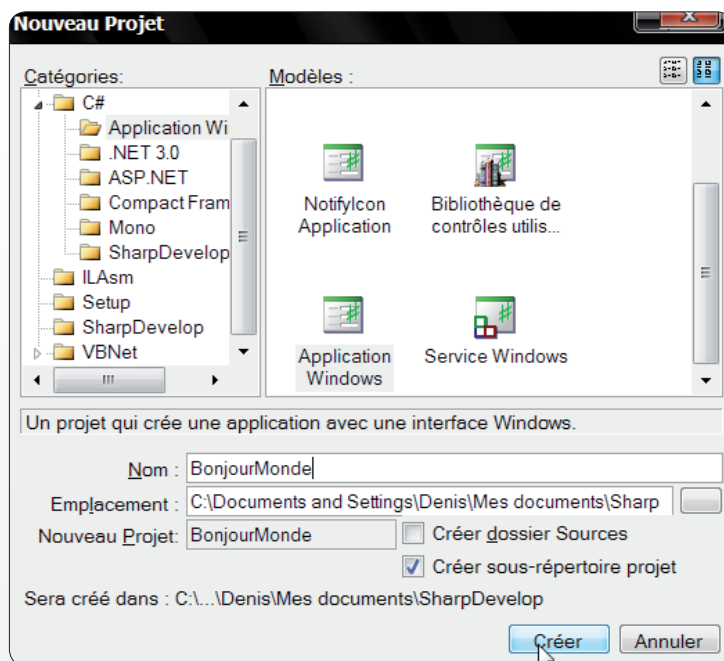 Nouveau Projet
Catégories:
Modèles :
C#
Application Wi
.NET 3.0
ASP.NET
Compact Fram
Mono
SharpDevelop
ILAsm
Setup
SharpDevelop
VBNet
NotifyIcon
Application
Bibliothèque de
contrôles utilis...
Application
Windows
Service Windows
Un projet qui crée une application avec une interface Windows.
Nom : BonjourMonde
Emplacement : C:\Documents and Settings\Denis\Mes documents\Sharp
Nouveau Projet: BonjourMonde
Créer dossier Sources
Créer sous-répertoire projet
Sera créé dans : C:\...\Denis\Mes documents\SharpDevelop
Créer
Annuler